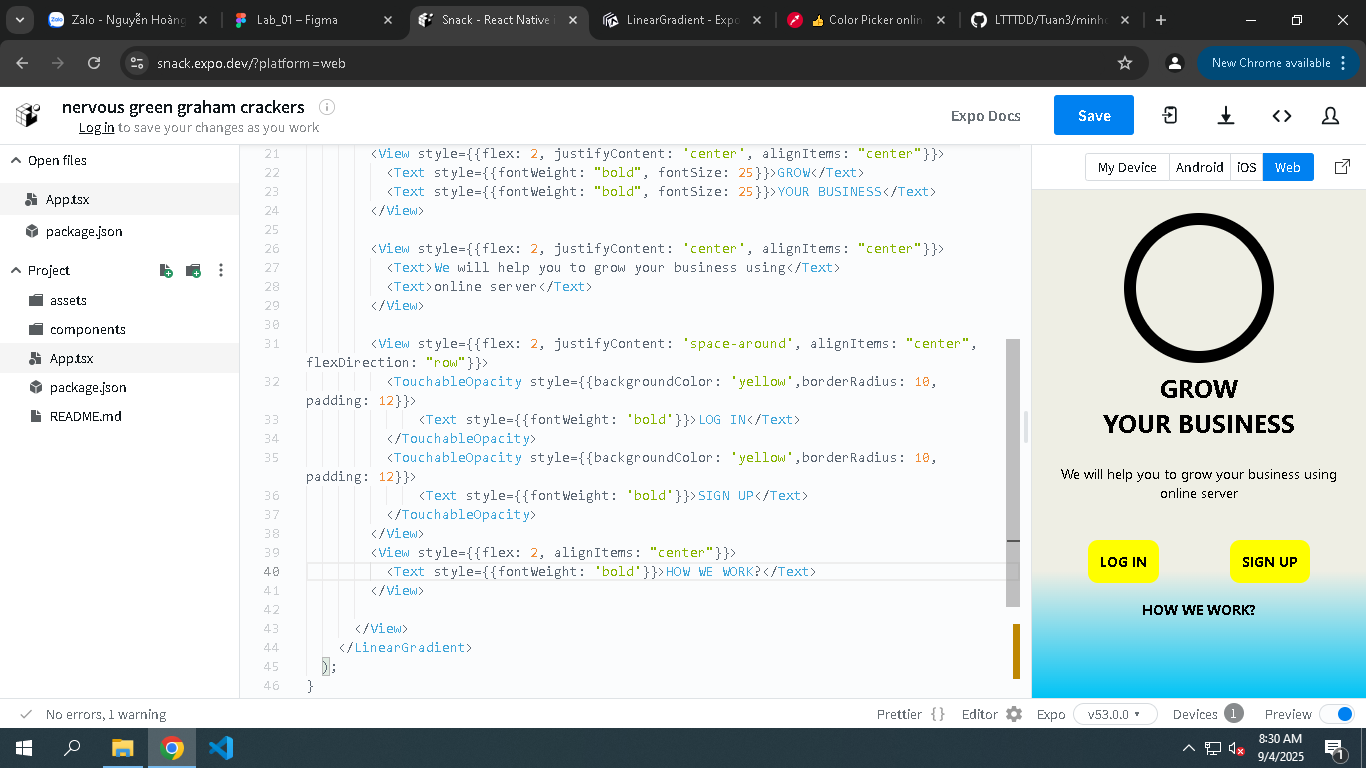 Zalo - Nguyễn Hoàng
Lab_01 – Figma
Snack - React Native i
LinearGradient - Expo
👍 Color Picker onlin
LTTTDD/Tuan3/minho
snack.expo.dev/?platform=web
New Chrome available
nervous green graham crackers
Log in to save your changes as you work
Expo Docs
Save
Open files
App.tsx
package.json
Project
assets
components
App.tsx
package.json
README.md
21 <View style={{flex: 2, justifyContent: 'center', alignItems: "center"}}>
22 <Text style={{fontWeight: "bold", fontSize: 25}}>GROW</Text>
23 <Text style={{fontWeight: "bold", fontSize: 25}}>YOUR BUSINESS</Text>
24 </View>
25
26 <View style={{flex: 2, justifyContent: 'center', alignItems: "center"}}>
27 <Text>We will help you to grow your business using</Text>
28 <Text>online server</Text>
29 </View>
30
31 <View style={{flex: 2, justifyContent: 'space-around', alignItems: "center",
flexDirection: "row"}}>
32 <TouchableOpacity style={{backgroundColor: 'yellow',borderRadius: 10,
padding: 12}}>
33 <Text style={{fontWeight: 'bold'}}>LOG IN</Text>
34 </TouchableOpacity>
35 <TouchableOpacity style={{backgroundColor: 'yellow',borderRadius: 10,
padding: 12}}>
36 <Text style={{fontWeight: 'bold'}}>SIGN UP</Text>
37 </TouchableOpacity>
38 </View>
39 <View style={{flex: 2, alignItems: "center"}}>
40 <Text style={{fontWeight: 'bold'}}>HOW WE WORK?</Text>
41 </View>
42
43 </View>
44 </LinearGradient>
45 );
46 }
My Device
Android
iOS
Web
GROW
YOUR BUSINESS
We will help you to grow your business using
online server
LOG IN
SIGN UP
HOW WE WORK?
No errors, 1 warning
Prettier {}
Editor
Expo
v53.0.0
Devices 1
Preview
8:30 AM
9/4/2025
1